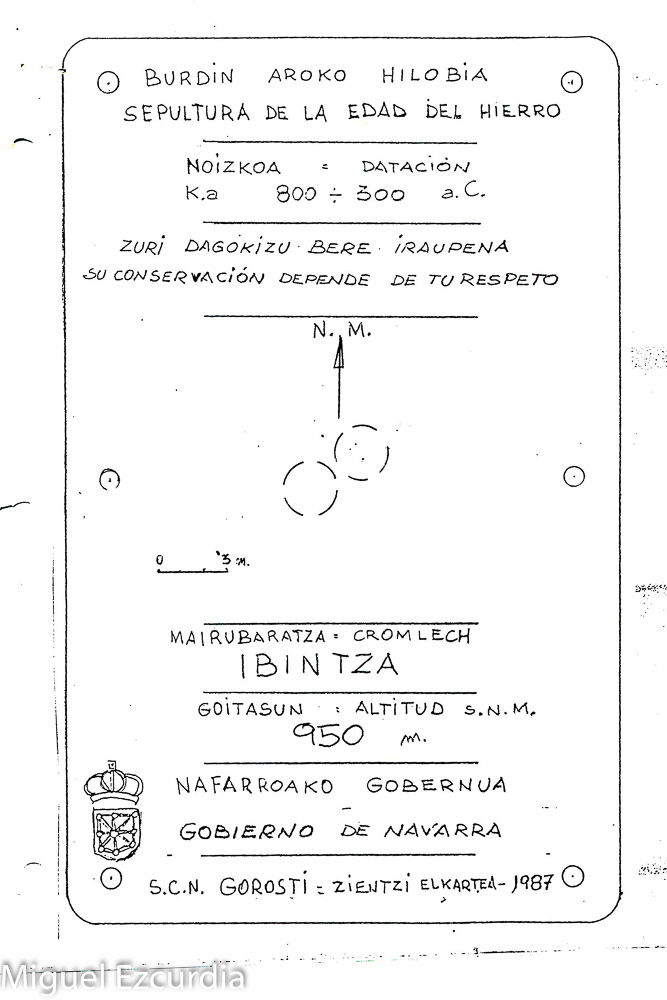 BURDIN AROKO HILOBIA
SEPULTURA DE LA EDAD DEL HIERRO
NOIZKOA = DATACIÓN
K.a 800 ÷ 300 a.C.
ZURI DAGOKIZU BERE IRAUPENA
SU CONSERVACIÓN DEPENDE DE TU RESPETO
N. M.
0 3 m.
MAIRUBARATZA = CROMLECH
IBINTZA
GOITASUN : ALTITUD S.N.M.
950 m.
NAFARROAKO GOBERNUA
GOBIERNO DE NAVARRA
S.C.N. GOROSTI = ZIENTZI ELKARTEA-1987
Miguel Ezcurdia